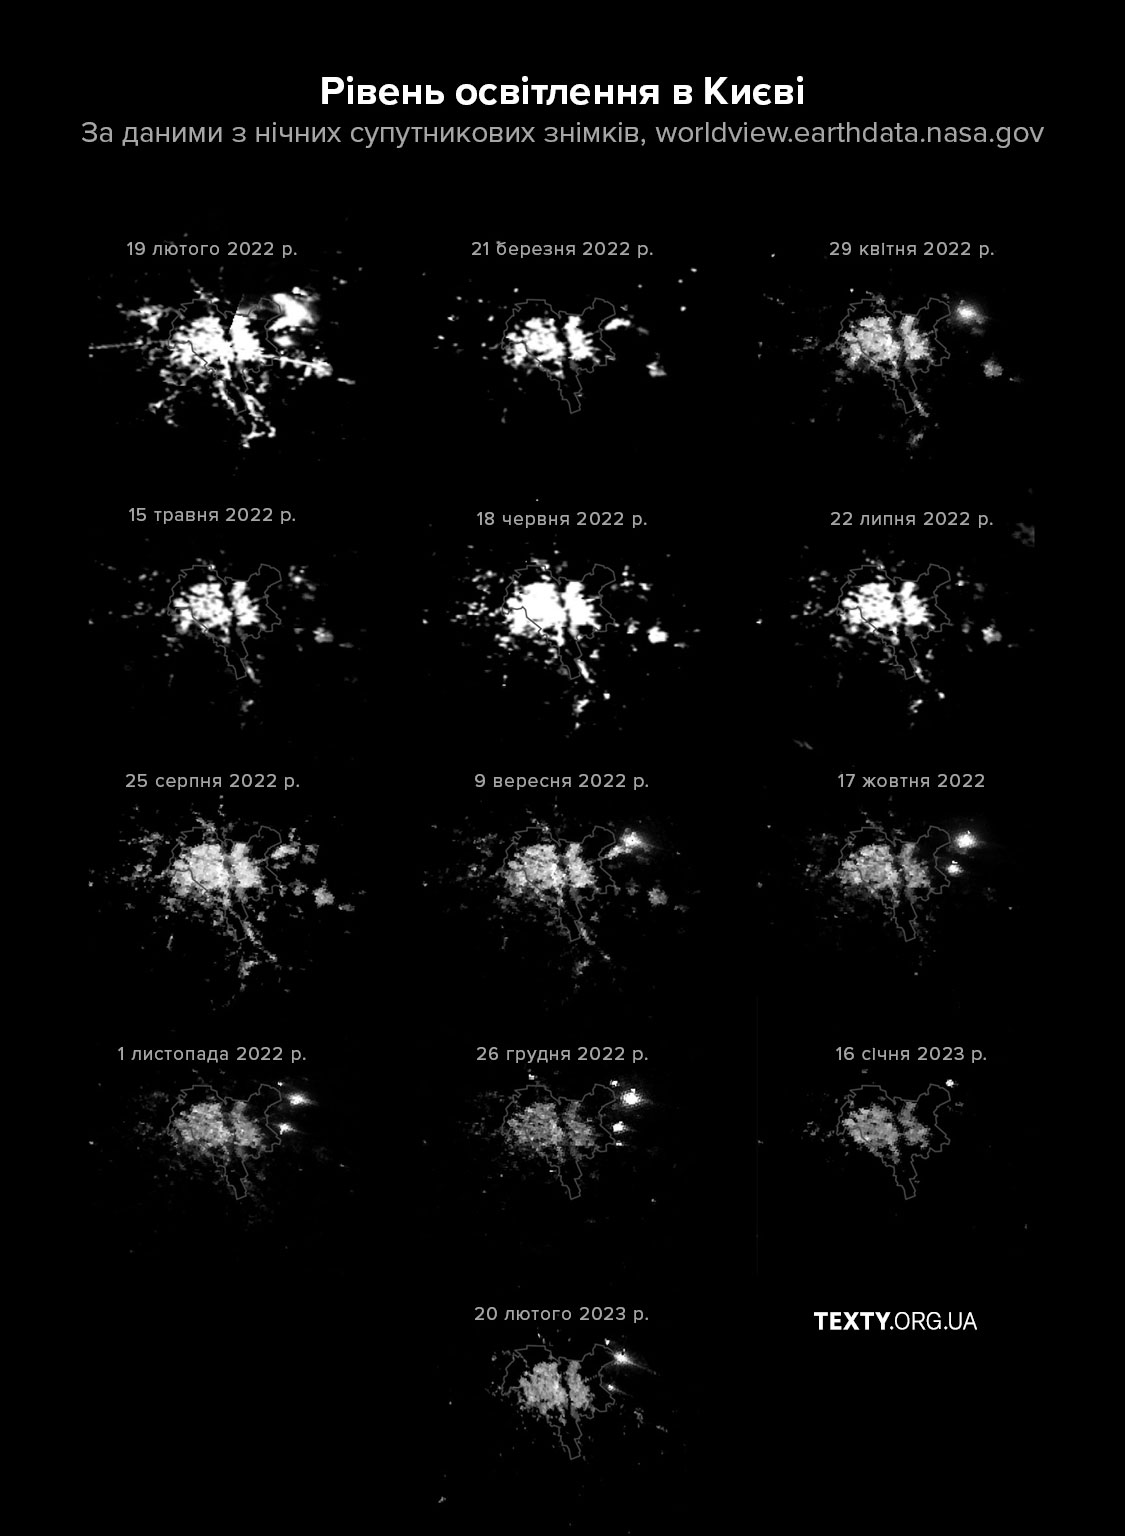 Рівень освітлення в Києві
За даними з нічних супутникових знімків, worldview.earthdata.nasa.gov
19 лютого 2022 р.
21 березня 2022 р.
29 квітня 2022 р.
15 травня 2022 р.
18 червня 2022 р.
22 липня 2022 р.
25 серпня 2022 р.
9 вересня 2022 р.
17 жовтня 2022
1 листопада 2022 р.
26 грудня 2022 р.
16 січня 2023 р.
20 лютого 2023 р.
TEXTY.ORG.UA